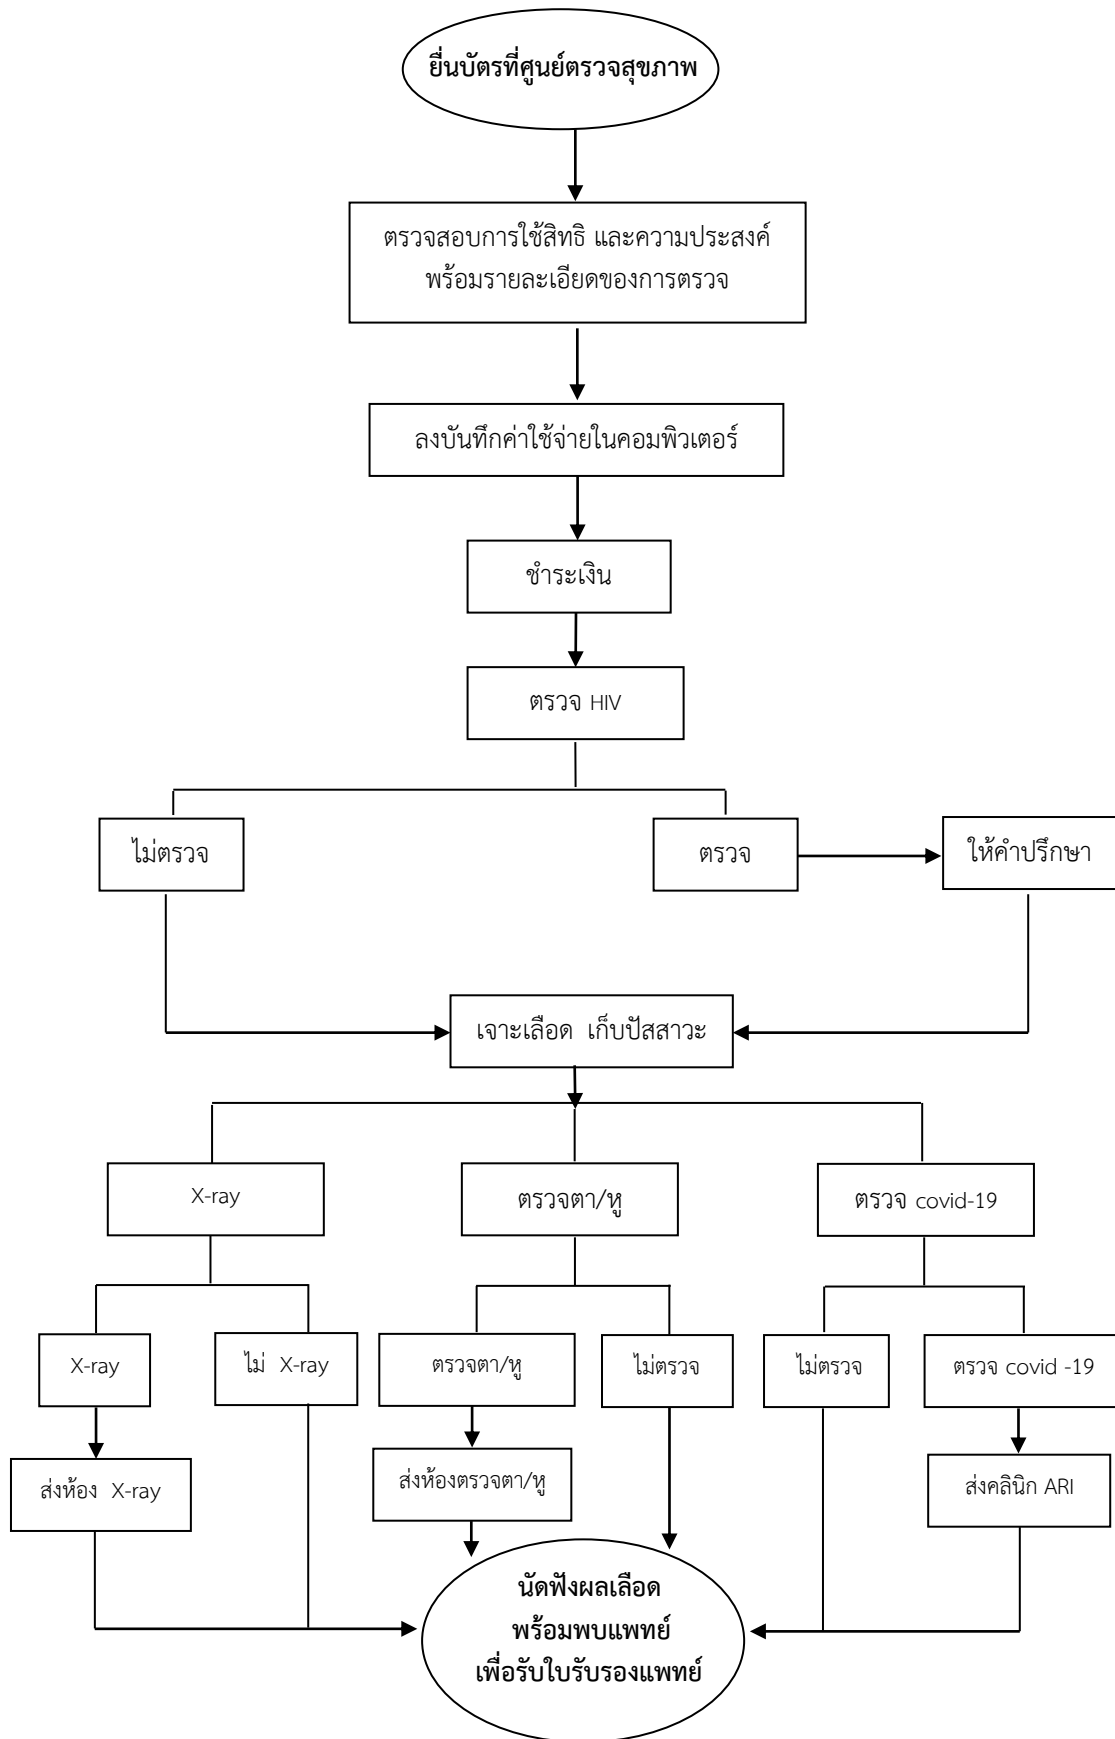 ยื่นบัตรที่ศูนย์ตรวจสุขภาพ
ตรวจสอบการใช้สิทธิ และความประสงค์
พร้อมรายละเอียดของการตรวจ
ลงบันทึกค่าใช้จ่ายในคอมพิวเตอร์
ชำระเงิน
ตรวจ HIV
ไม่ตรวจ
ตรวจ
ให้คำปรึกษา
เจาะเลือด เก็บปัสสาวะ
X-ray
ตรวจตา/หู
ตรวจ covid-19
X-ray
ไม่ X-ray
ตรวจตา/หู
ไม่ตรวจ
ไม่ตรวจ
ตรวจ covid -19
ส่งห้อง X-ray
ส่งห้องตรวจตา/หู
ส่งคลินิก ARI
นัดฟังผลเลือด
พร้อมพบแพทย์
เพื่อรับใบรับรองแพทย์